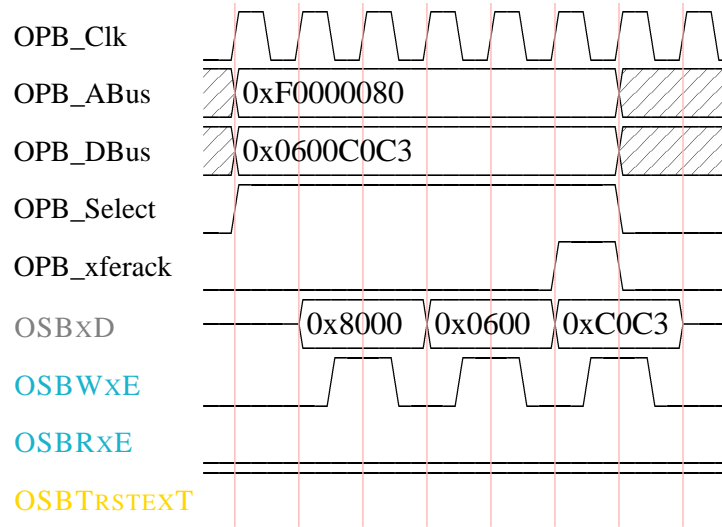 OPB_Clk
OPB_ABus 0xF0000080
OPB_DBus 0x0600C0C3
OPB_Select
OPB_xferack
OSBXD 0x8000 0x0600 0xC0C3
OSBWXE
OSBRXE
OSBTRSTEXT